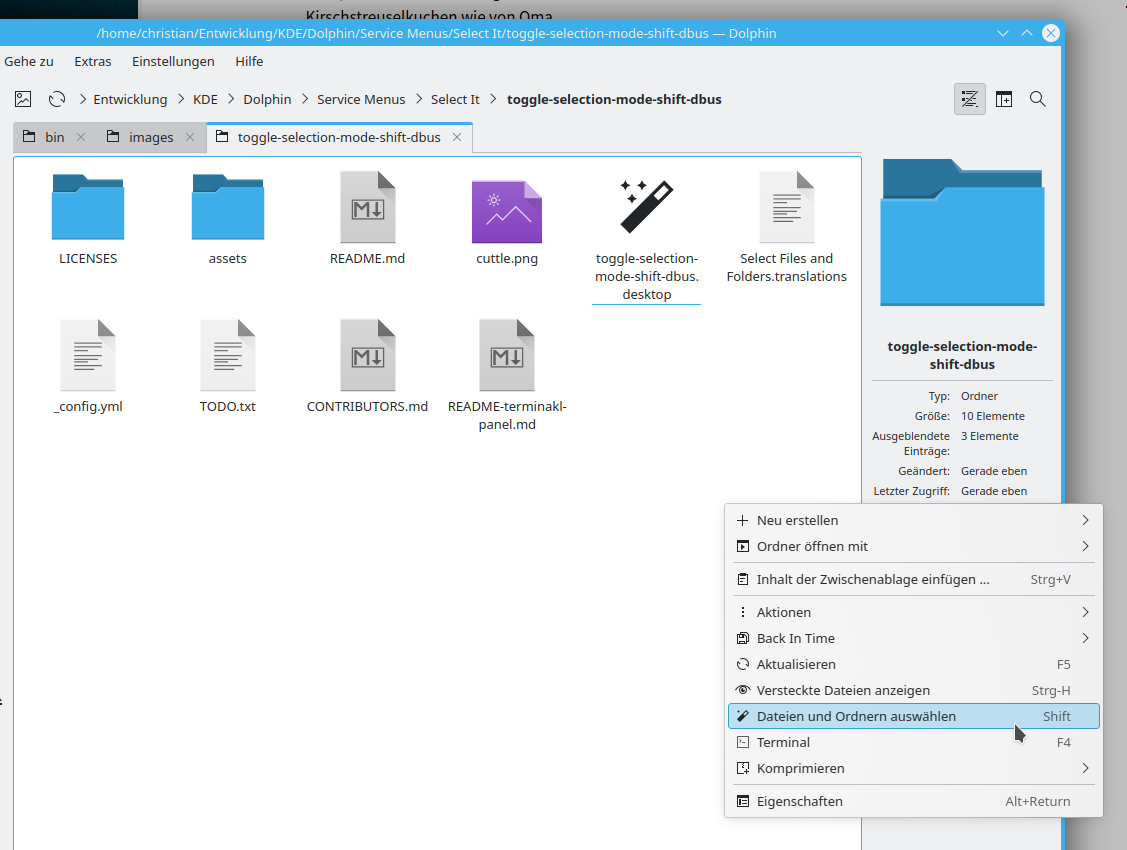 Kirschstreuselkuchen wie von Oma
/home/christian/Entwicklung/KDE/Dolphin/Service Menus/Select It/toggle-selection-mode-shift-dbus — Dolphin
Gehe zu Extras Einstellungen Hilfe
Entwicklung KDE Dolphin Service Menus Select It toggle-selection-mode-shift-dbus
bin images toggle-selection-mode-shift-dbus
LICENSES
assets
README.md
cuttle.png
toggle-selection-
mode-shift-dbus.
desktop
Select Files and
Folders.translations
_config.yml
TODO.txt
CONTRIBUTORS.md
README-terminakl-
panel.md
toggle-selection-mode-
shift-dbus
Typ: Ordner
Größe: 10 Elemente
Ausgeblendete 3 Elemente
Einträge:
Geändert: Gerade eben
Letzter Zugriff: Gerade eben
Neu erstellen
Ordner öffnen mit
Inhalt der Zwischenablage einfügen ... Strg+V
Aktionen
Back In Time
Aktualisieren F5
Versteckte Dateien anzeigen Strg-H
Dateien und Ordnern auswählen Shift
Terminal F4
Komprimieren
Eigenschaften Alt+Return